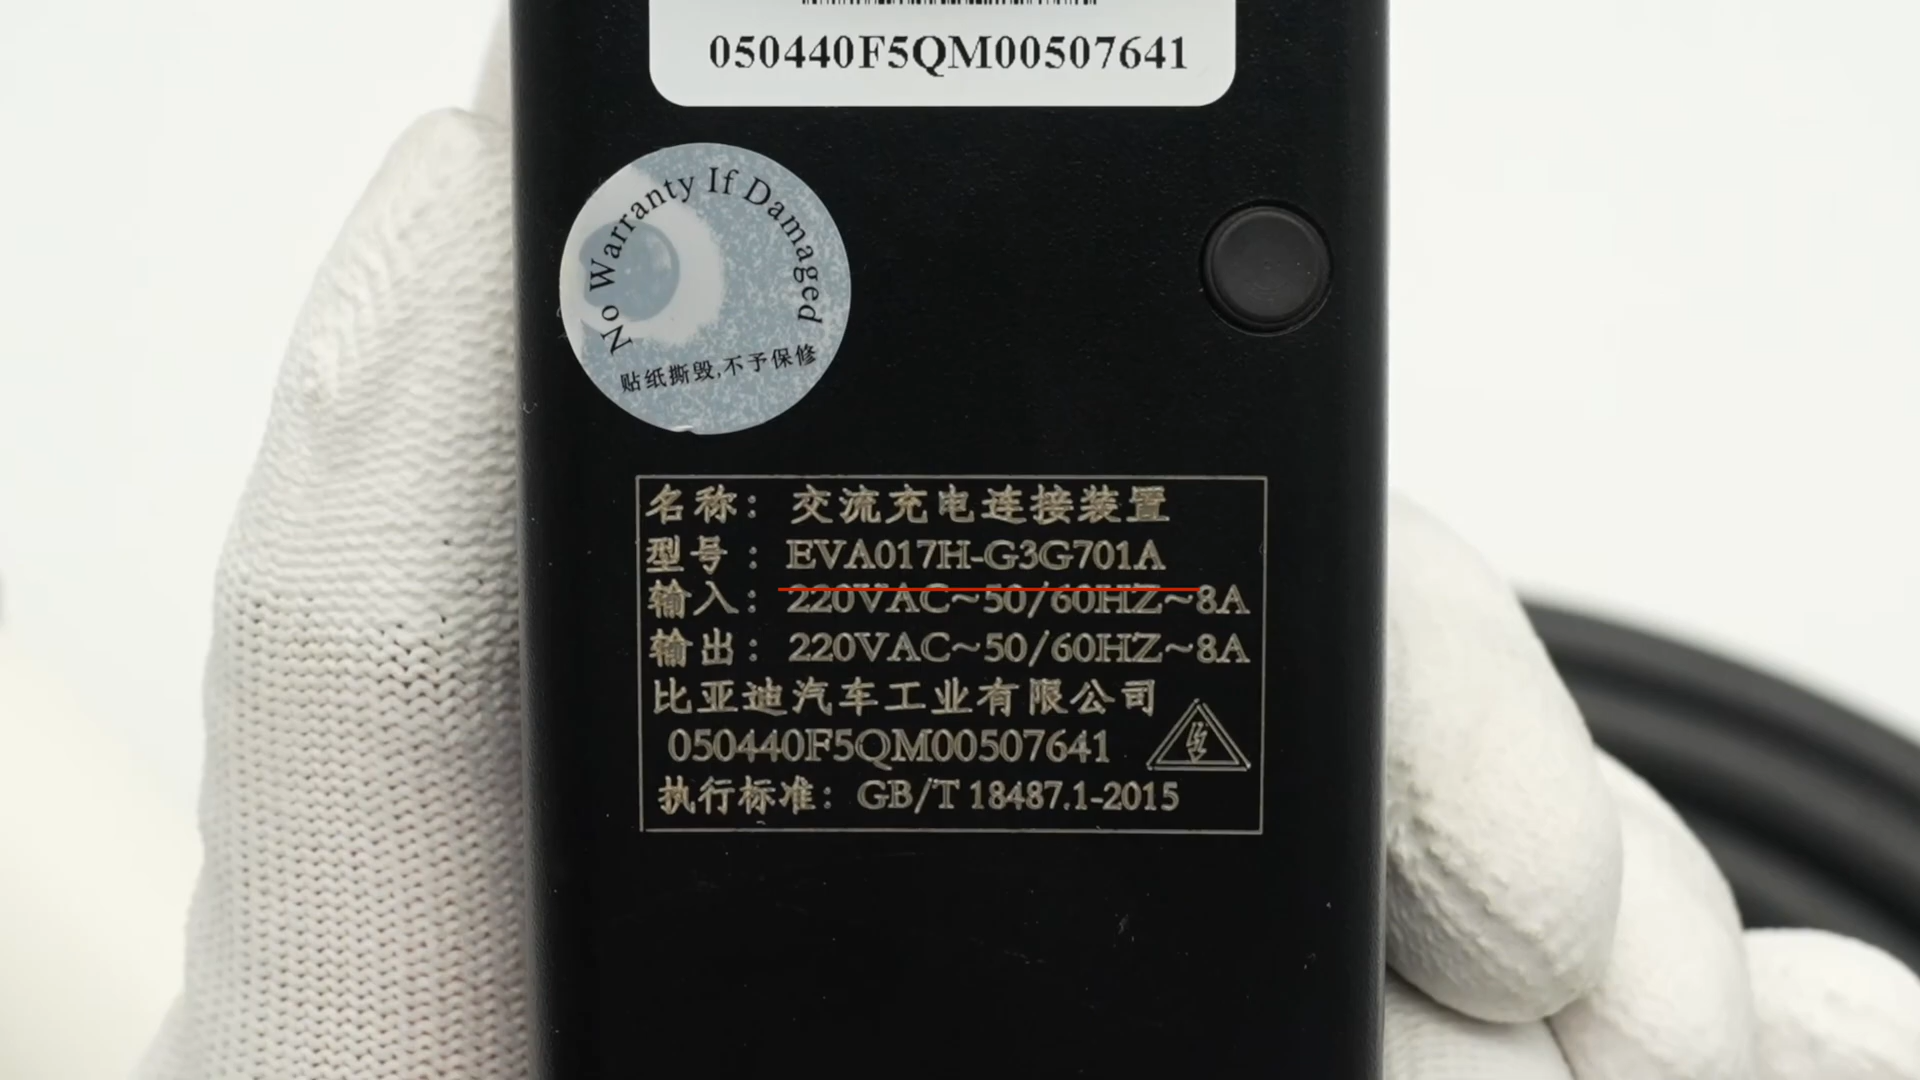 050440F5QM00507641
No Warranty If Damaged
贴纸撕毁,不予保修
名称：交流充电连接装置
型号：EVA017H-G3G701A
输入：220VAC~50/60HZ~8A
输出：220VAC~50/60HZ~8A
比亚迪汽车工业有限公司
050440F5QM00507641
执行标准：GB/T 18487.1-2015